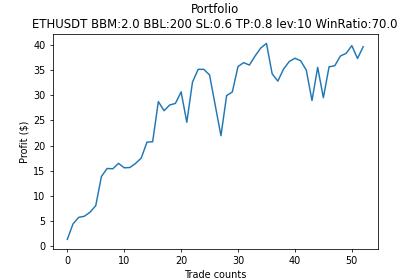 Portfolio
ETHUSDT BBM:2.0 BBL:200 SL:0.6 TP:0.8 lev:10 WinRatio:70.0
40
35
30
25
20
15
10
5
0
Profit ($)
0 10 20 30 40 50
Trade counts